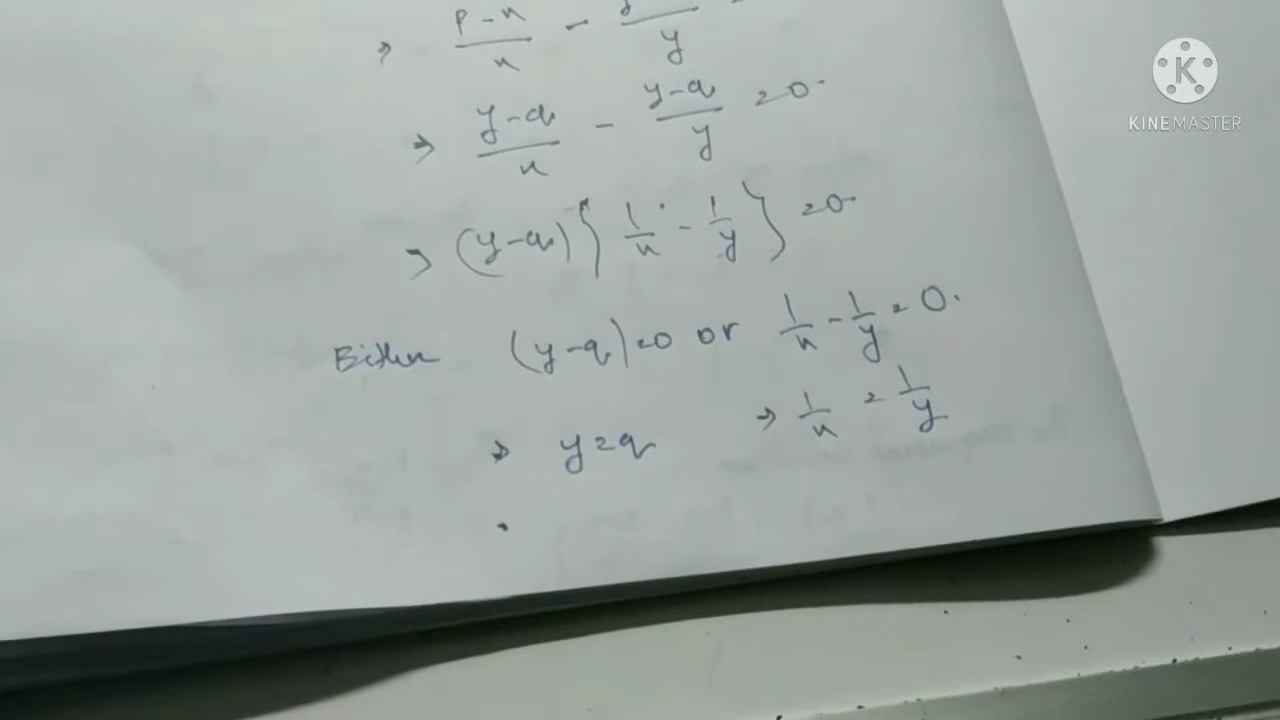 ⇒ p-x/x - /y
⇒ y-q/x - y-q/y = 0.
⇒ (y-q) { 1/x - 1/y } = 0.
Either (y-q) = 0 or 1/x - 1/y = 0.
⇒ y = q ⇒ 1/x = 1/y
KINEMASTER